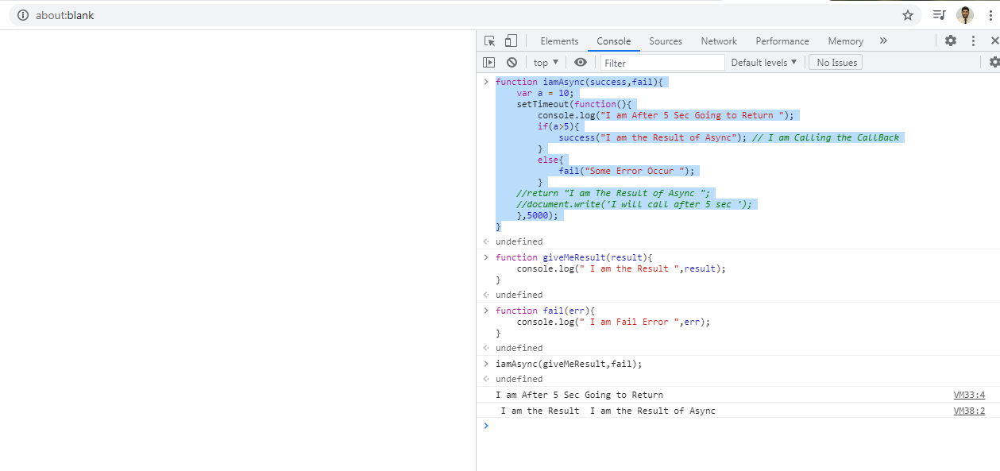 about:blank
Elements Console Sources Network Performance Memory »
top ▼ Filter Default levels ▼ No Issues
> function iamAsync(success,fail){
    var a = 10;
    setTimeout(function(){
        console.log("I am After 5 Sec Going to Return ");
        if(a>5){
            success("I am the Result of Async"); // I am Calling the CallBack
        }
        else{
            fail("Some Error Occur ");
        }
    //return "I am The Result of Async ";
    //document.write('I will call after 5 sec ');
    },5000);
}
undefined
> function giveMeResult(result){
    console.log(" I am the Result ",result);
}
undefined
> function fail(err){
    console.log(" I am Fail Error ",err);
}
undefined
> iamAsync(giveMeResult,fail);
undefined
I am After 5 Sec Going to Return VM33:4
 I am the Result  I am the Result of Async VM38:2
>